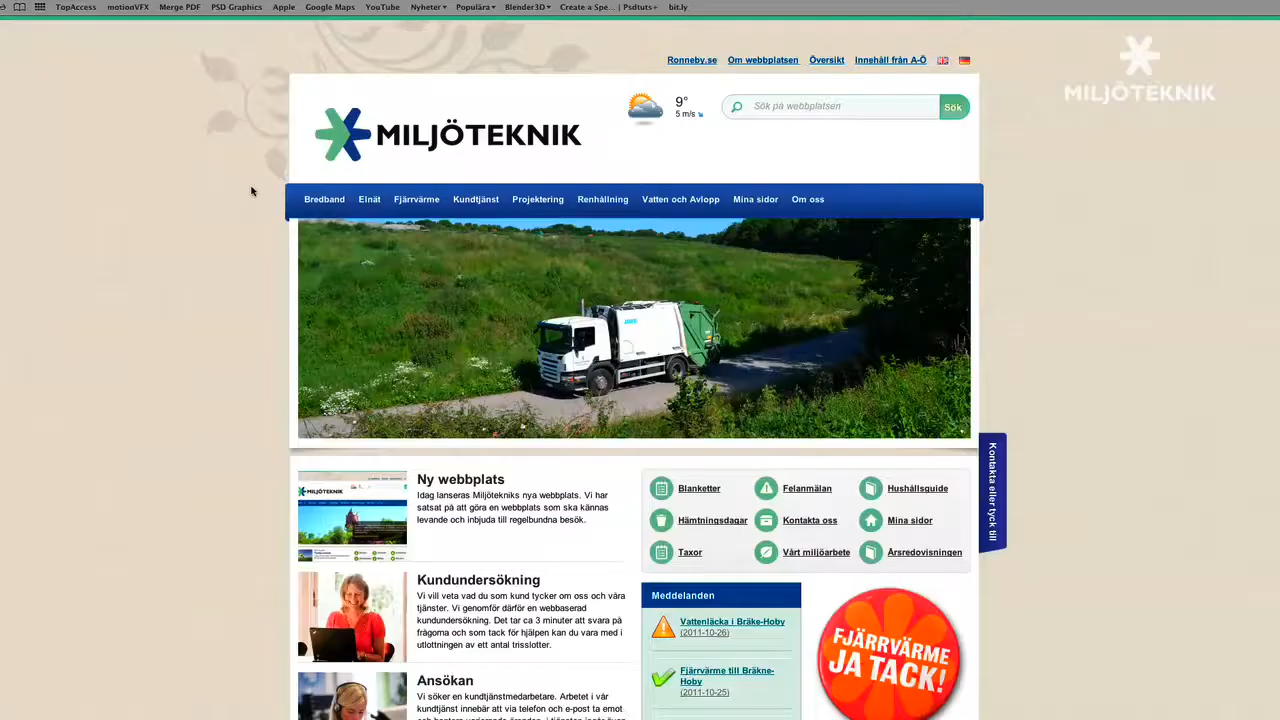 TopAccess motionVFX Merge PDF PSD Graphics Apple Google Maps YouTube Nyheter▾ Populära▾ Blender3D▾ Create a Spe... | Psdtuts+ bit.ly
Ronneby.se Om webbplatsen Översikt Innehåll från A-Ö
MILJÖTEKNIK
9°
5 m/s
Sök på webbplatsen
Sök
MILJÖTEKNIK
Bredband Elnät Fjärrvärme Kundtjänst Projektering Renhållning Vatten och Avlopp Mina sidor Om oss
Kontakta eller tyck till
MILJÖTEKNIK
Ny webbplats
Idag lanseras Miljötekniks nya webbplats. Vi har
satsat på att göra en webbplats som ska kännas
levande och inbjuda till regelbundna besök.
Kundundersökning
Vi vill veta vad du som kund tycker om oss och våra
tjänster. Vi genomför därför en webbaserad
kundundersökning. Det tar ca 3 minuter att svara på
frågorna och som tack för hjälpen kan du vara med i
utlottningen av ett antal trisslotter.
Ansökan
Vi söker en kundtjänstmedarbetare. Arbetet i vår
kundtjänst innebär att via telefon och e-post ta emot
Blanketter Felanmälan Hushållsguide
Hämtningsdagar Kontakta oss Mina sidor
Taxor Vårt miljöarbete Årsredovisningen
Meddelanden
Vattenläcka i Bräke-Hoby
(2011-10-26)
Fjärrvärme till Bräkne-
Hoby
(2011-10-25)
FJÄRRVÄRME
JA TACK!